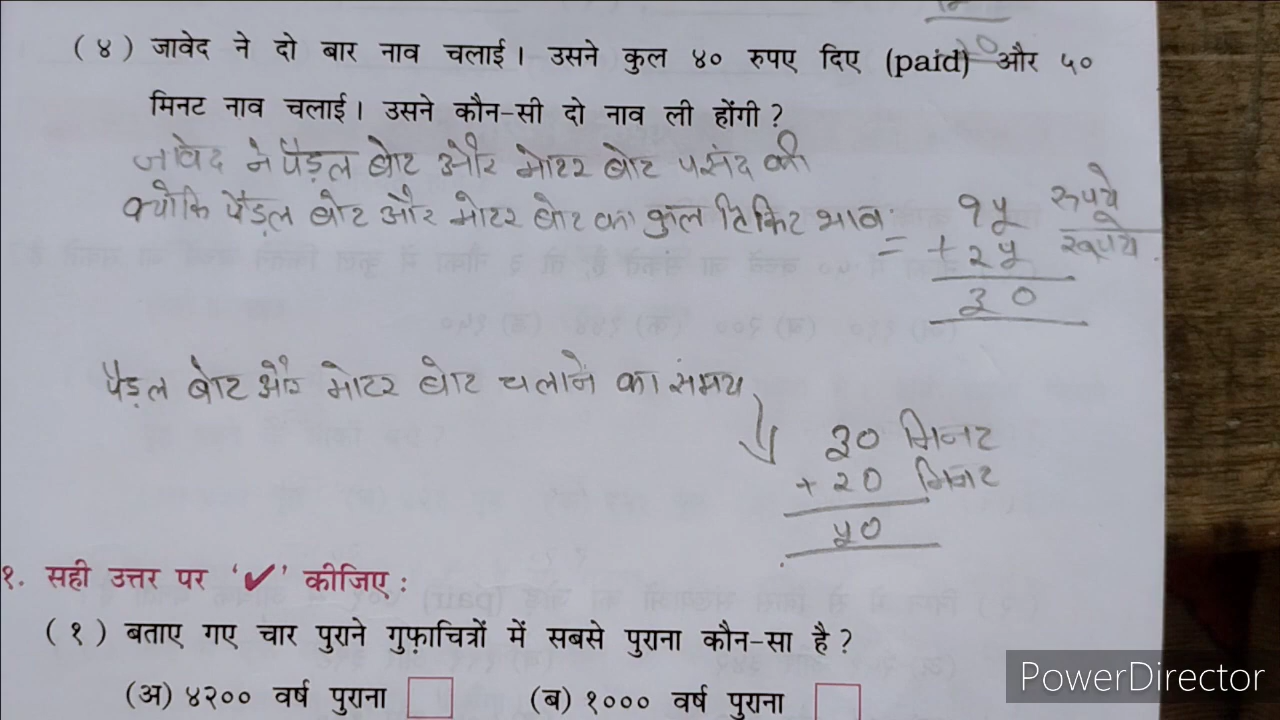 १०
(४) जावेद ने दो बार नाव चलाई। उसने कुल ४० रुपए दिए (paid) और ५०
मिनट नाव चलाई। उसने कौन-सी दो नाव ली होंगी?
जावेद ने पैड़ल बोट और मोटर बोट पसंद की
क्योकि पैड़ल बोट और मोटर बोट का कुल टिकिट भाव = १५ रुपये
+ २५ रूपये
३०
पैड़ल बोट और मोटर बोट चलाने का समय
३० मिनट
+ २० मिनट
५०
१. सही उत्तर पर '✓' कीजिए :
(१) बताए गए चार पुराने गुफ़ाचित्रों में सबसे पुराना कौन-सा है?
(अ) ४२०० वर्ष पुराना (ब) १००० वर्ष पुराना
PowerDirector